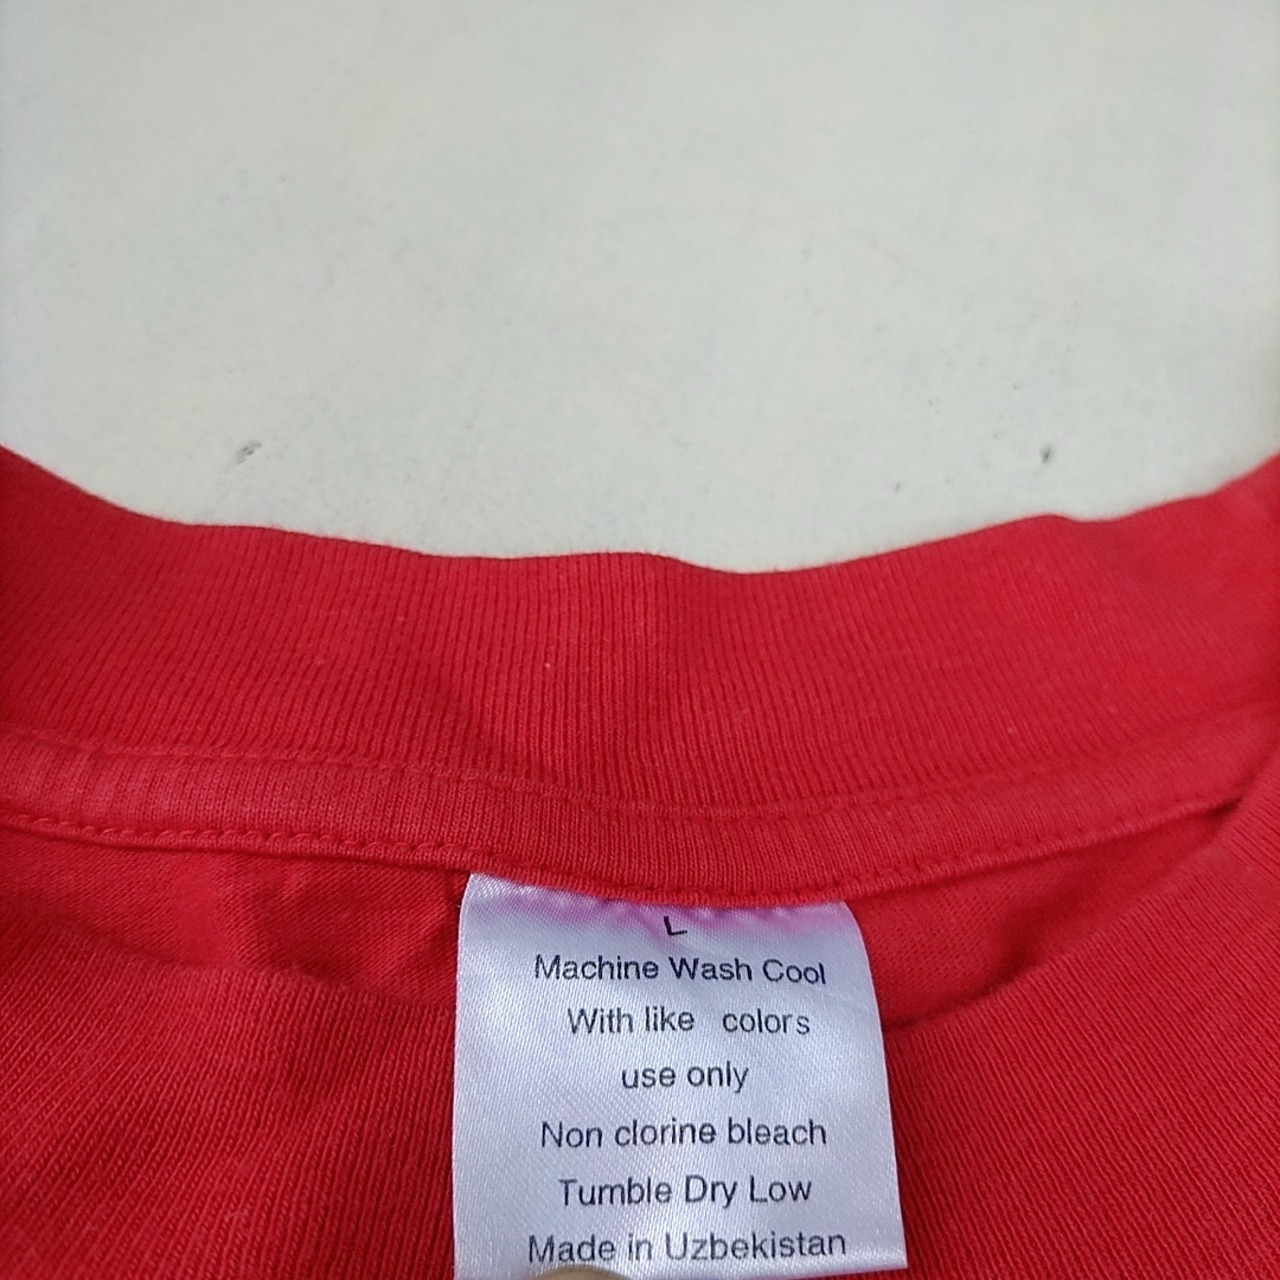 L
Machine Wash Cool
With like colors
use only
Non clorine bleach
Tumble Dry Low
Made in Uzbekistan